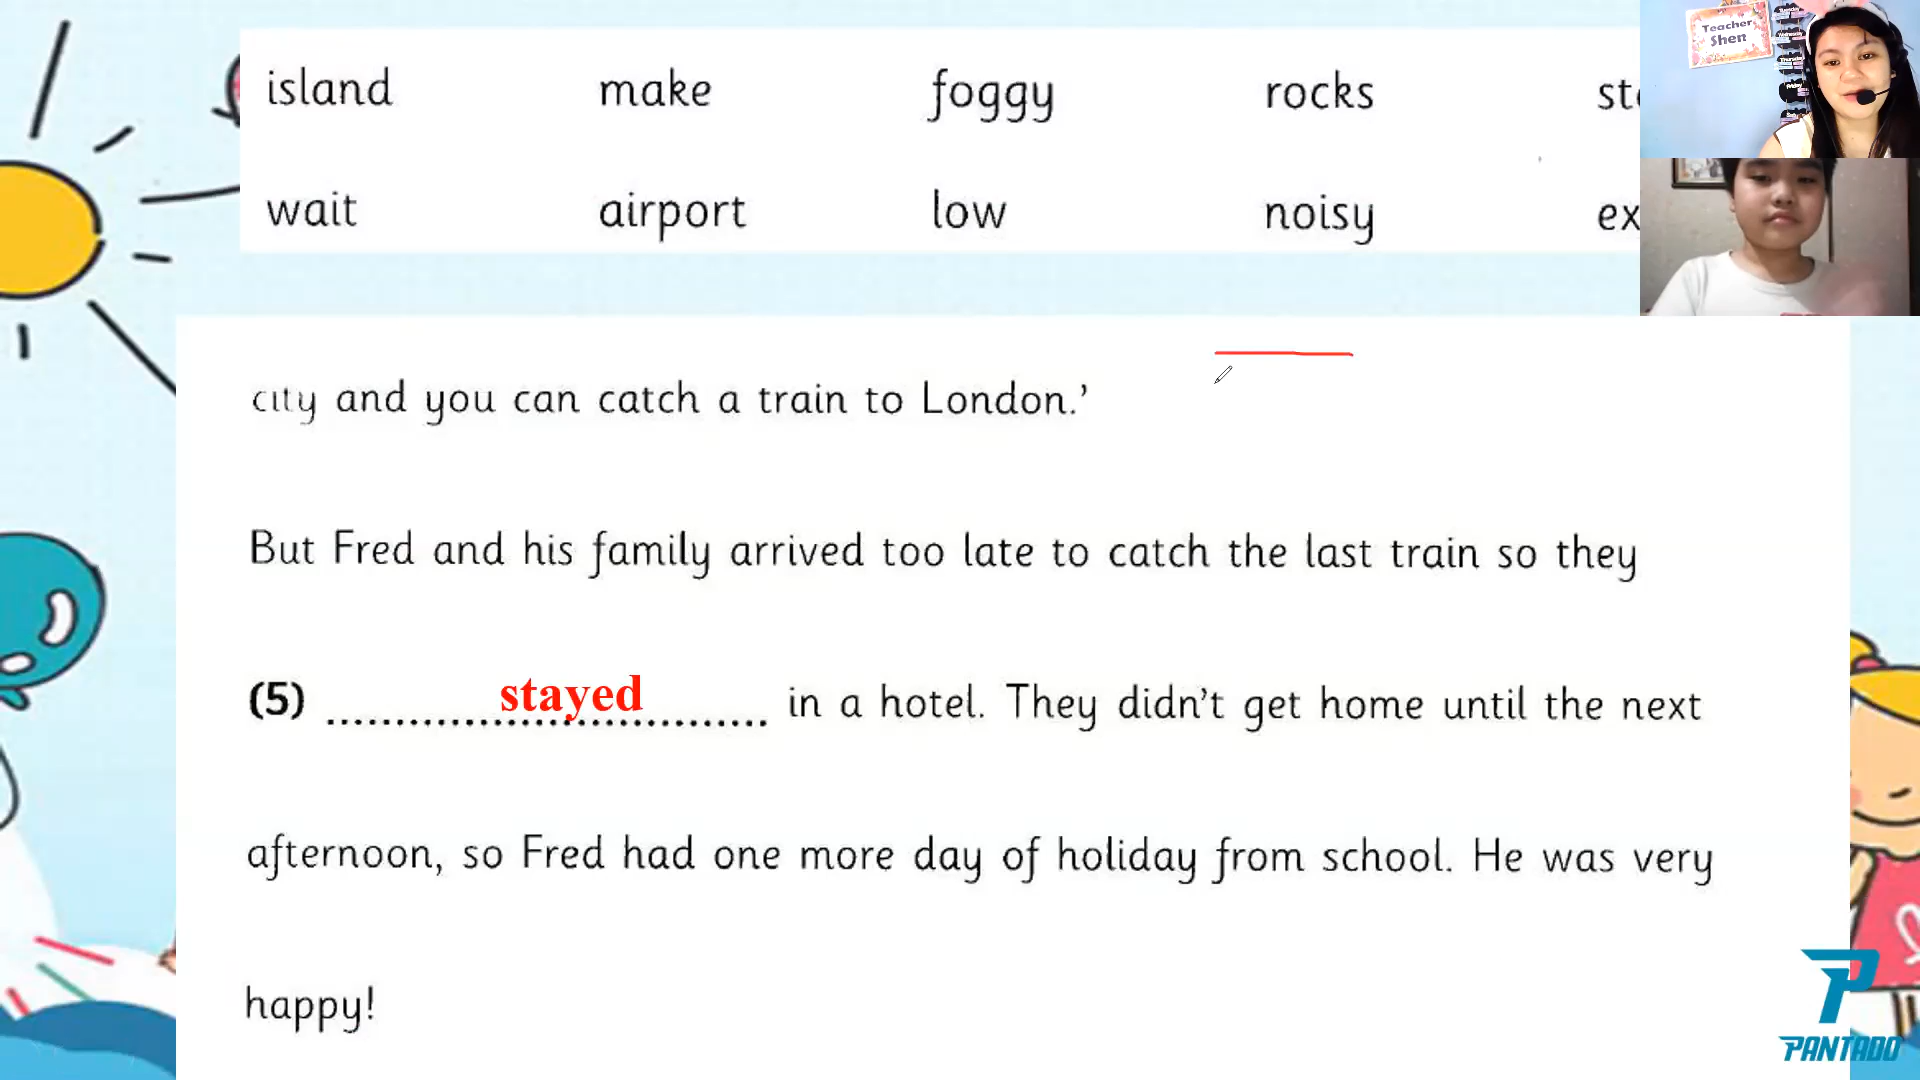 island make foggy rocks
wait airport low noisy
Teacher
Shen
city and you can catch a train to London.’
But Fred and his family arrived too late to catch the last train so they
(5) stayed in a hotel. They didn’t get home until the next
afternoon, so Fred had one more day of holiday from school. He was very
happy!
PANTADO